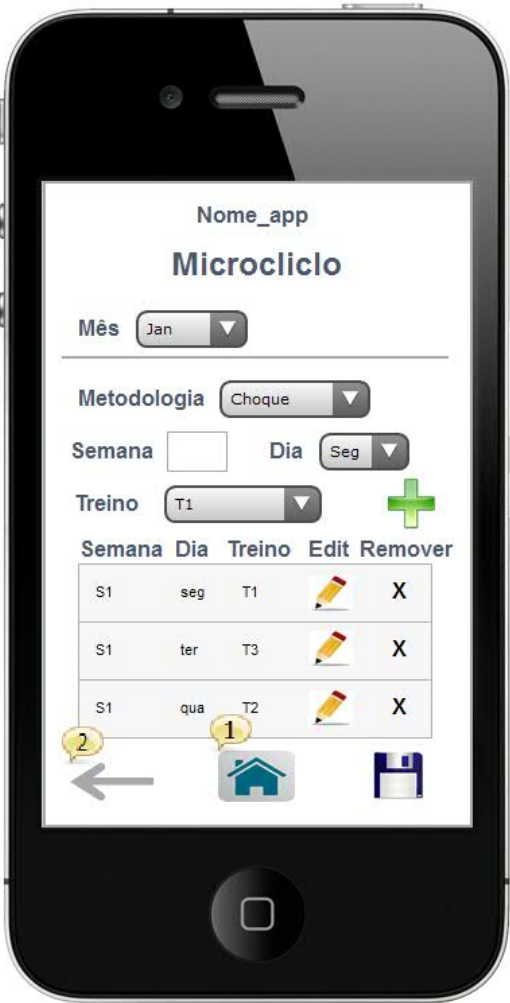 Nome_app
Microcliclo
Mês Jan
Metodologia Choque
Semana Dia Seg
Treino T1
Semana Dia Treino Edit Remover
S1 seg T1 X
S1 ter T3 X
S1 qua T2 X
2 1